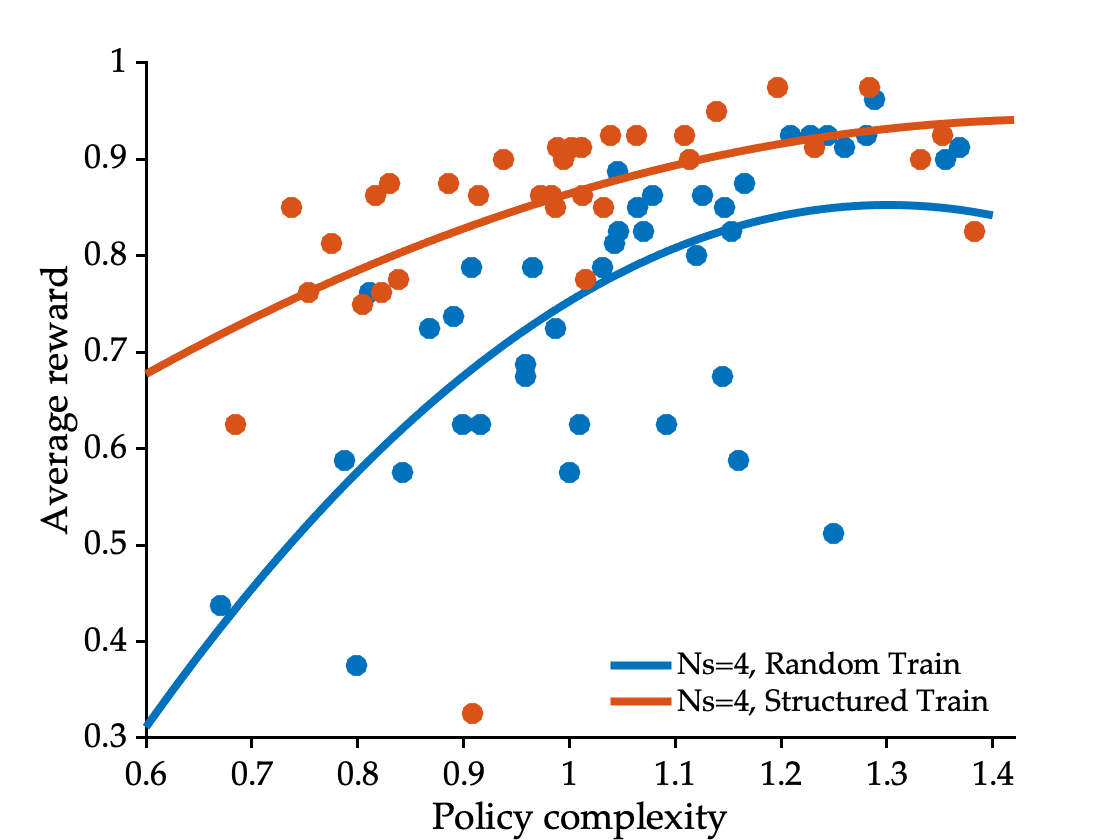 1
0.9
0.8
0.7
0.6
0.5
0.4
0.3
Average reward
Ns=4, Random Train
Ns=4, Structured Train
0.6 0.7 0.8 0.9 1 1.1 1.2 1.3 1.4
Policy complexity